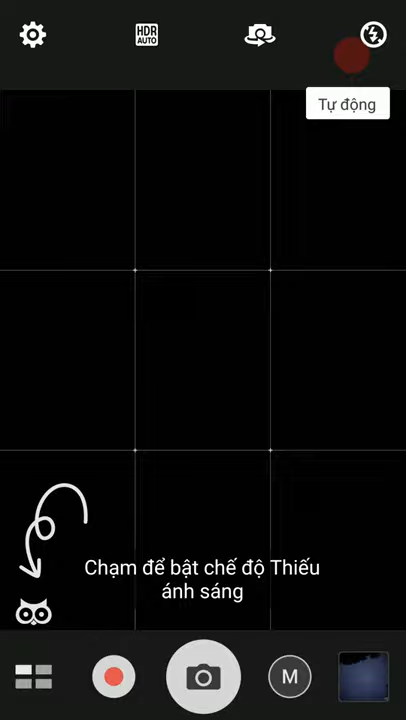 HDR
AUTO
Tự động
Chạm để bật chế độ Thiếu
ánh sáng
M